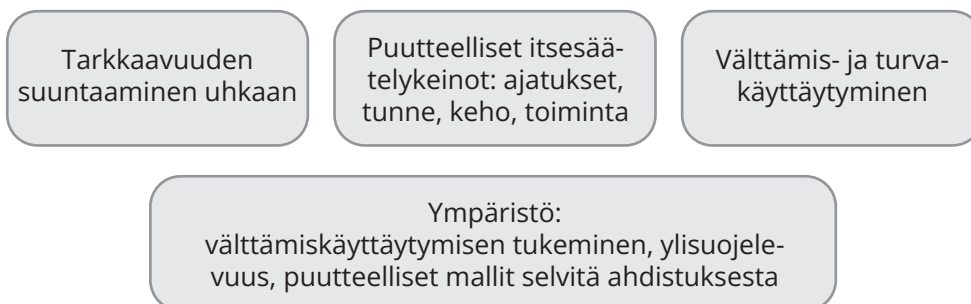 Tarkkaavuuden
suuntaaminen uhkaan
Puutteelliset itsesää-
telykeinot: ajatukset,
tunne, keho, toiminta
Välttämis- ja turva-
käyttäytyminen
Ympäristö:
välttämiskäyttäytymisen tukeminen, ylisuojele-
vuus, puutteelliset mallit selvitä ahdistuksesta